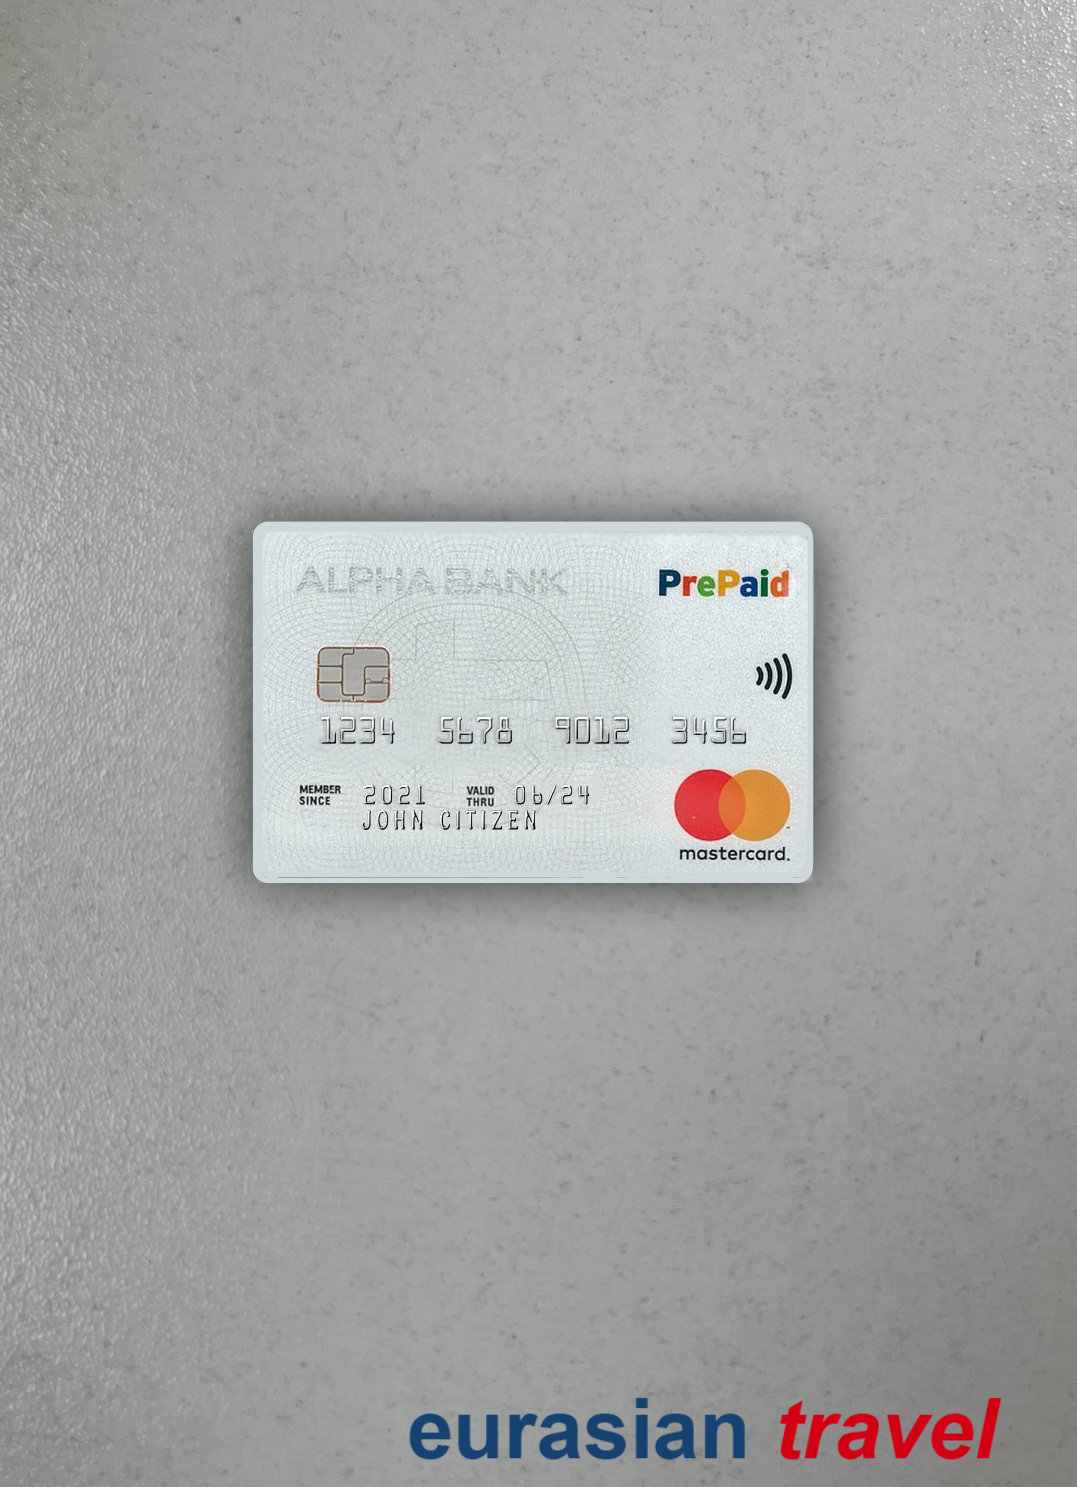 ALPHA BANK
PrePaid
1234 5678 9012 3456
MEMBER SINCE 2021 VALID THRU 06/24
JOHN CITIZEN
mastercard.
eurasian travel